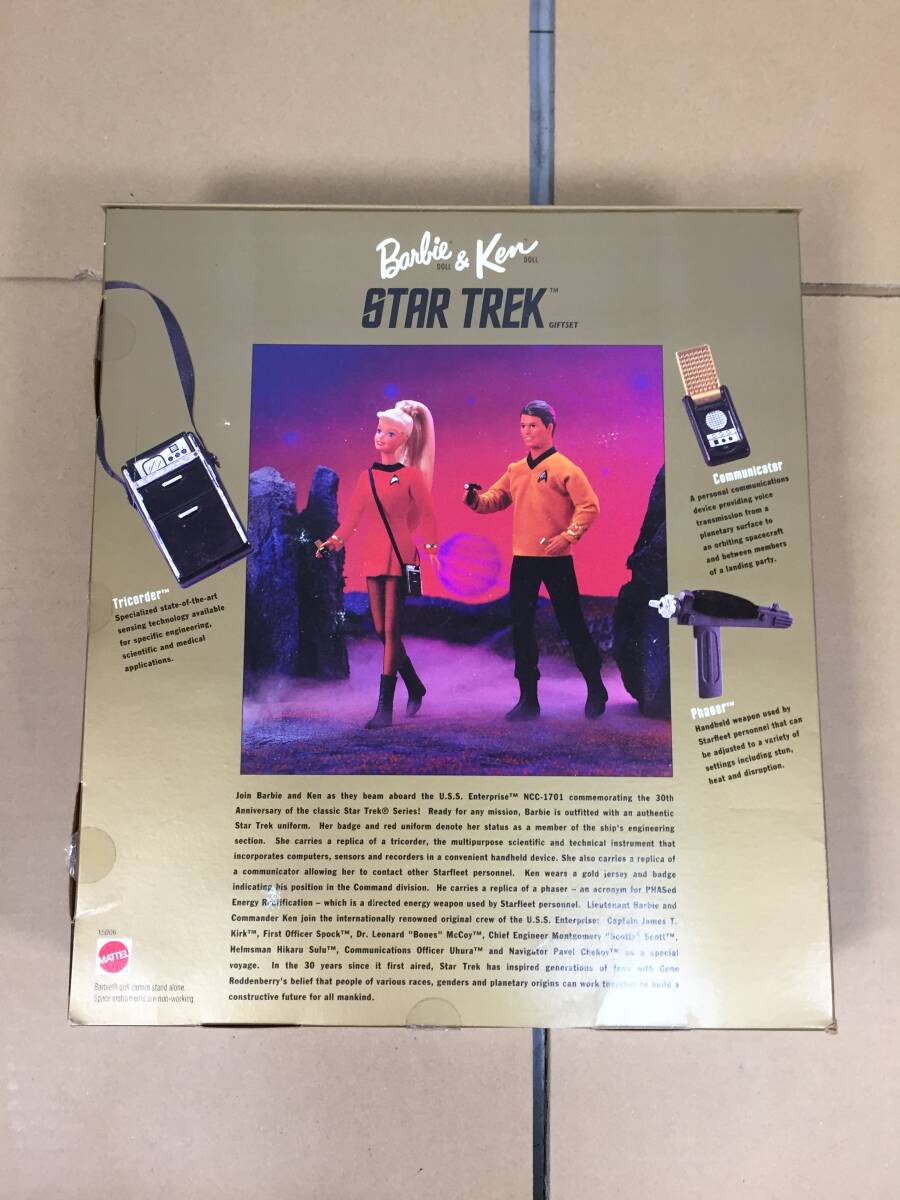 Barbie™ & Ken™
DOLL DOLL
STAR TREK™
GIFTSET
Communicator
A personal communications
device providing voice
transmission from a
planetary surface to
an orbiting spacecraft
and between members
of a landing party.
Tricorder™
Specialized state-of-the-art
sensing technology available
for specific engineering,
scientific and medical
applications.
Phaser™
Handheld weapon used by
Starfleet personnel that can
be adjusted to a variety of
settings including stun,
heat and disruption.
Join Barbie and Ken as they beam aboard the U.S.S. Enterprise™ NCC-1701 commemorating the 30th
Anniversary of the classic Star Trek® Series! Ready for any mission, Barbie is outfitted with an authentic
Star Trek uniform. Her badge and red uniform denote her status as a member of the ship's engineering
section. She carries a replica of a tricorder, the multipurpose scientific and technical instrument that
incorporates computers, sensors and recorders in a convenient handheld device. She also carries a replica of
a communicator allowing her to contact other Starfleet personnel. Ken wears a gold jersey and badge
indicating his position in the Command division. He carries a replica of a phaser – an acronym for PHASed
Energy Rectification – which is a directed energy weapon used by Starfleet personnel. Lieutenant Barbie and
Commander Ken join the internationally renowned original crew of the U.S.S. Enterprise: Captain James T.
Kirk™, First Officer Spock™, Dr. Leonard "Bones" McCoy™, Chief Engineer Montgomery "Scotty" Scott™,
Helmsman Hikaru Sulu™, Communications Officer Uhura™ and Navigator Pavel Chekov™ on a special
voyage. In the 30 years since it first aired, Star Trek has inspired generations of fans with Gene
Roddenberry's belief that people of various races, genders and planetary origins can work together to build a
constructive future for all mankind.
15006
MATTEL
Barbie® doll cannot stand alone.
Space instruments are non-working.